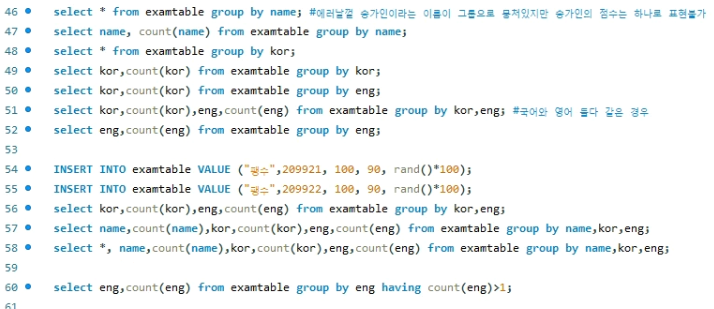 46 select * from examtable group by name; #에러날껄 승가인이라는 이름이 그룹으로 뭉쳐있지만 승가인의 점수는 하나로 표현불가
47 select name, count(name) from examtable group by name;
48 select * from examtable group by kor;
49 select kor,count(kor) from examtable group by kor;
50 select kor,count(kor) from examtable group by eng;
51 select kor,count(kor),eng,count(eng) from examtable group by kor,eng; #국어와 영어 둘다 같은 경우
52 select eng,count(eng) from examtable group by eng;
53
54 INSERT INTO examtable VALUE ("펭수",209921, 100, 90, rand()*100);
55 INSERT INTO examtable VALUE ("펭수",209922, 100, 90, rand()*100);
56 select kor,count(kor),eng,count(eng) from examtable group by kor,eng;
57 select name,count(name),kor,count(kor),eng,count(eng) from examtable group by name,kor,eng;
58 select *, name,count(name),kor,count(kor),eng,count(eng) from examtable group by name,kor,eng;
59
60 select eng,count(eng) from examtable group by eng having count(eng)>1;
61